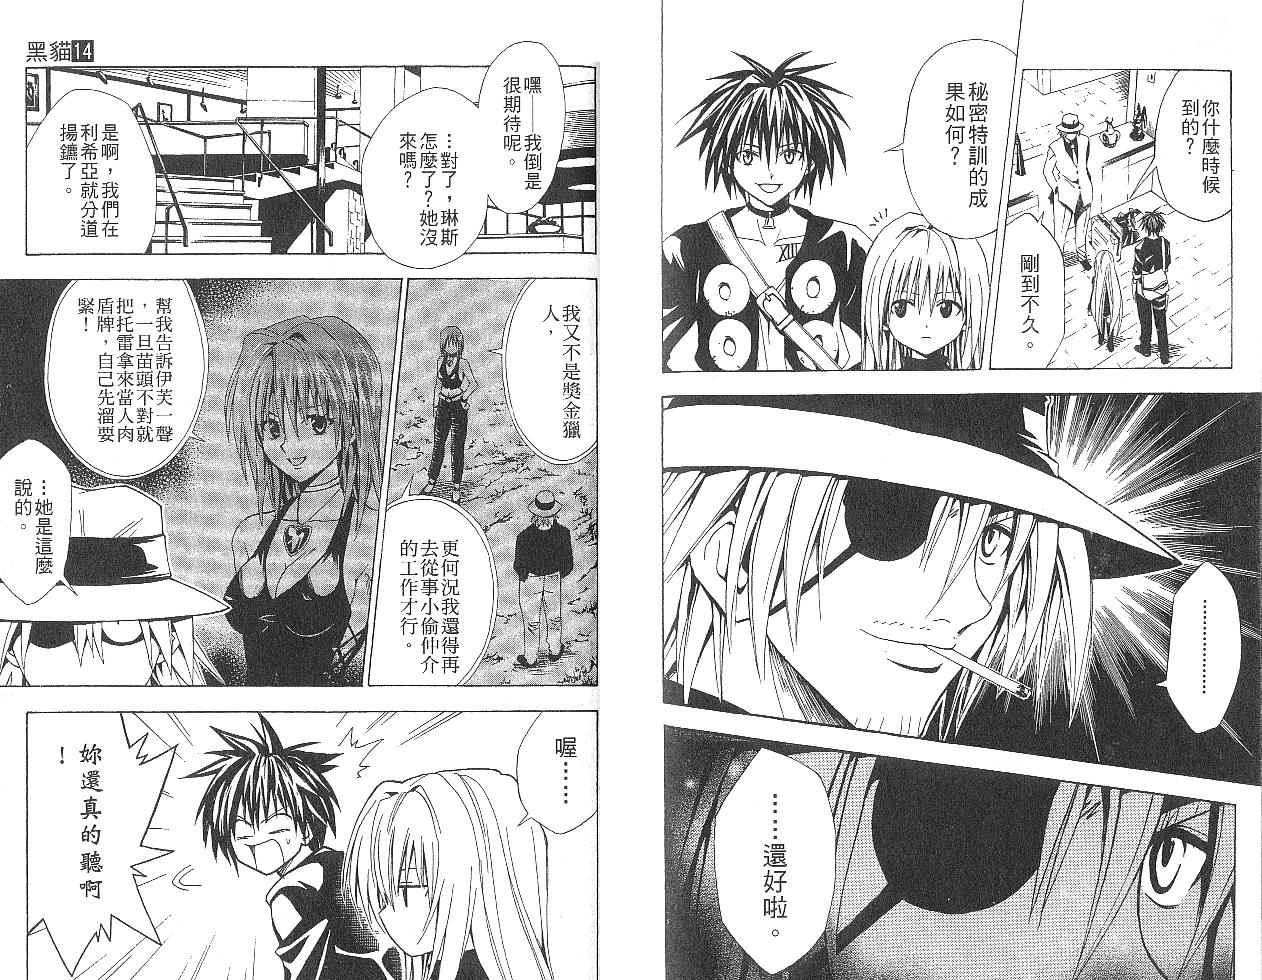 你什麼時候
到的?
剛到不久。
秘密特訓的成
果如何?
XIII
…………
……還好啦。
黑貓14
嘿——我倒是
很期待呢。
…對了,琳斯
怎麼了?她沒
來嗎?
是啊,我們在
利希亞就分道
揚鑣了。
我又不是獎金獵
人,
更何況我還得再
去從事小偷仲介
的工作才行。
幫我告訴伊芙一聲
,一旦苗頭不對就
把托雷拿來當人肉
盾牌,自己先溜要
緊!
…她是這麼
說的。
喔……
妳還真的聽啊
!